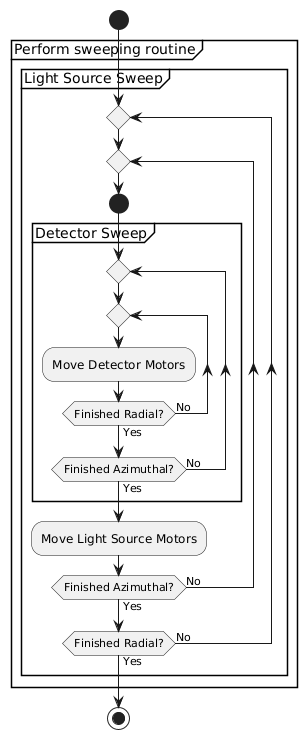 Perform sweeping routine
Light Source Sweep
Detector Sweep
Move Detector Motors
Finished Radial?
No
Yes
Finished Azimuthal?
No
Yes
Move Light Source Motors
Finished Azimuthal?
No
Yes
Finished Radial?
No
Yes